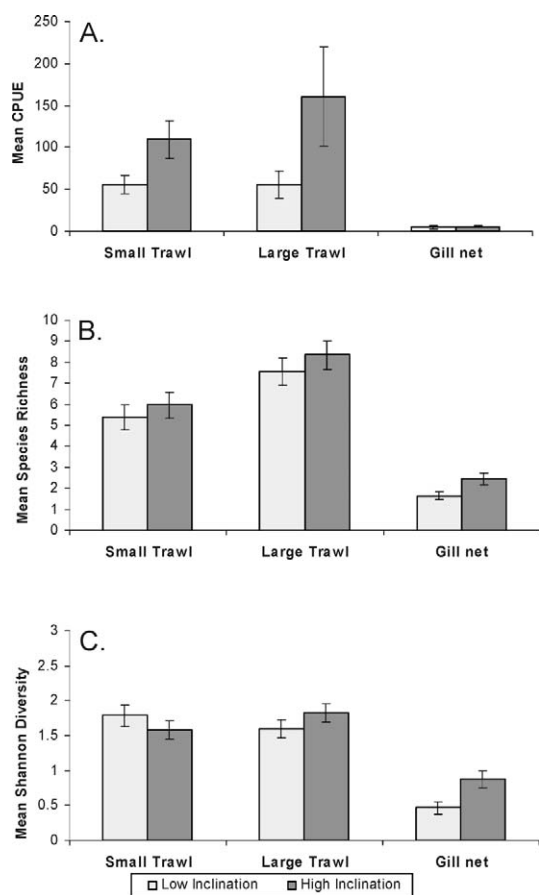 A.
Mean CPUE
250
200
150
100
50
0
Small Trawl Large Trawl Gill net
B.
Mean Species Richness
10
9
8
7
6
5
4
3
2
1
0
Small Trawl Large Trawl Gill net
C.
Mean Shannon Diversity
3
2.5
2
1.5
1
0.5
0
Small Trawl Large Trawl Gill net
Low Inclination High Inclination